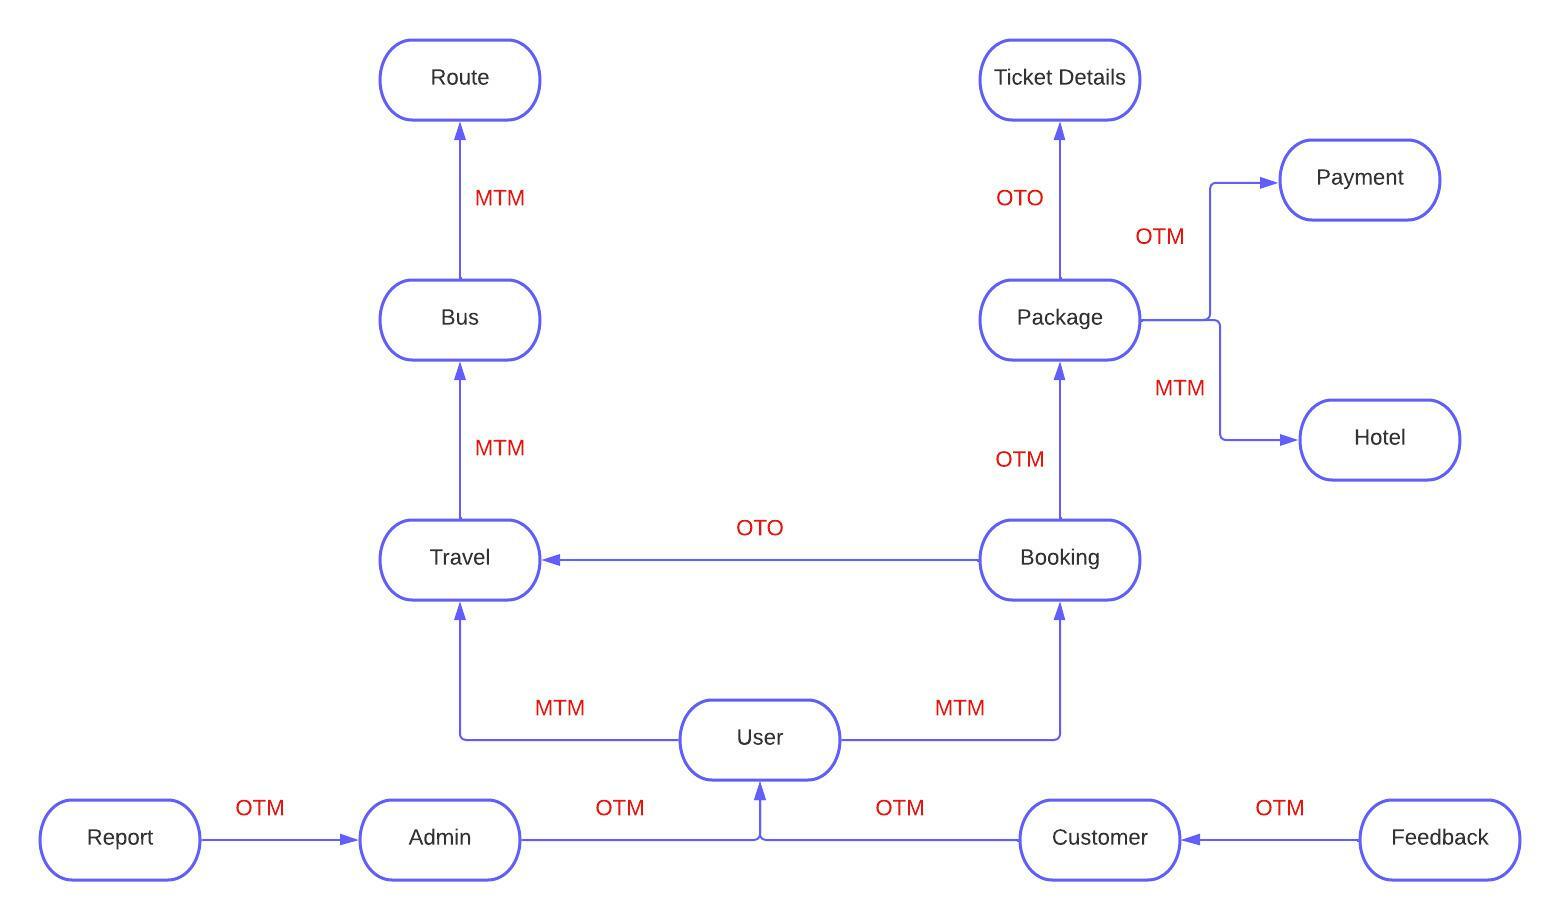 Route
Ticket Details
Payment
MTM
OTO
OTM
Bus
Package
MTM
Hotel
MTM
OTM
OTO
Travel
Booking
MTM
MTM
User
OTM
OTM
OTM
OTM
Report
Admin
Customer
Feedback